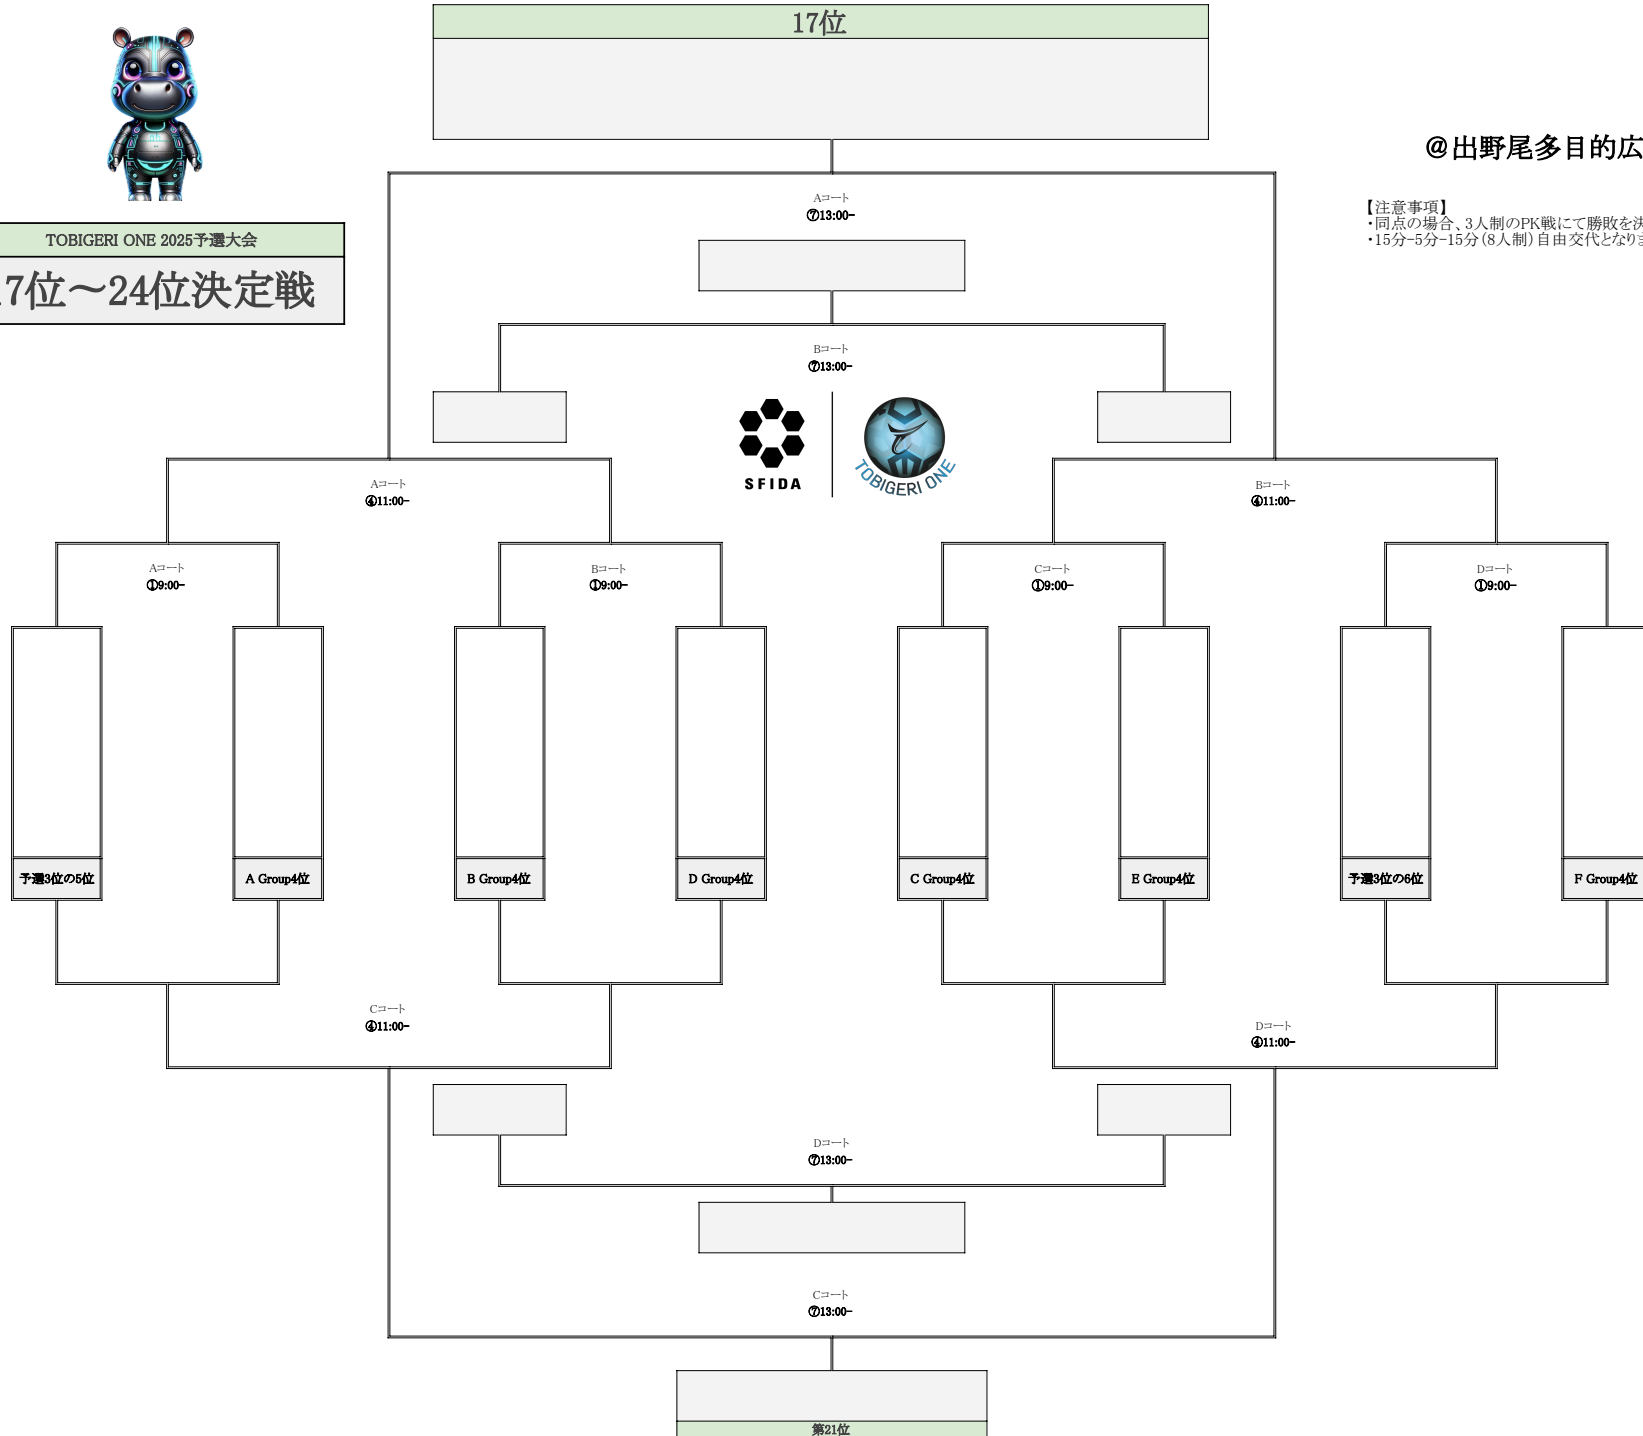 17位
@出野尾多目的広
【注意事項】
・同点の場合、3人制のPK戦にて勝敗を決
・15分-5分-15分(8人制)自由交代となりま
TOBIGERI ONE 2025予選大会
7位～24位決定戦
Aコート
⑦13:00-
Bコート
⑦13:00-
SFIDA
TOBIGERI ONE
Aコート
④11:00-
Bコート
④11:00-
Aコート
①9:00-
Bコート
①9:00-
Cコート
①9:00-
Dコート
①9:00-
予選3位の5位
A Group4位
B Group4位
D Group4位
C Group4位
E Group4位
予選3位の6位
F Group4位
Cコート
④11:00-
Dコート
④11:00-
Dコート
⑦13:00-
Cコート
⑦13:00-
第21位